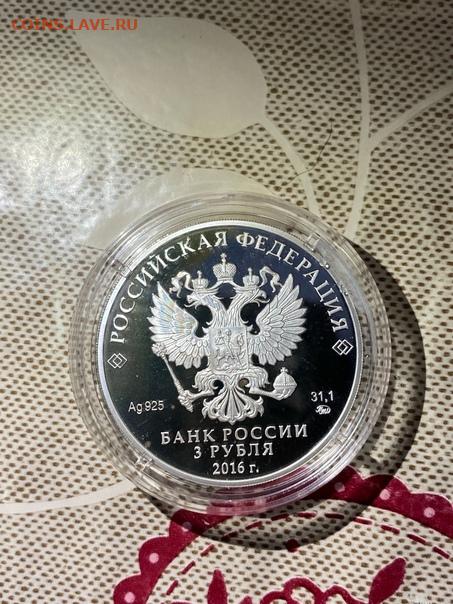 COINS.LAVE.RU
РОССИЙСКАЯ ФЕДЕРАЦИЯ
Ag 925
31,1
БАНК РОССИИ
3 РУБЛЯ
2016 г.